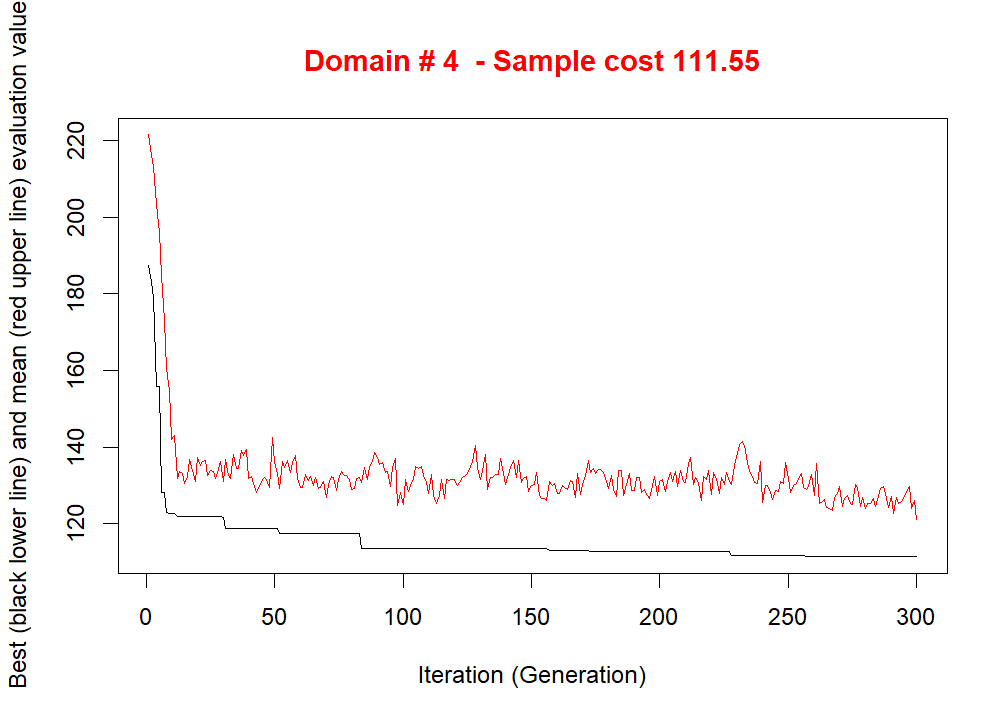 Domain # 4  - Sample cost 111.55
Best (black lower line) and mean (red upper line) evaluation value
220
200
180
160
140
120
0 50 100 150 200 250 300
Iteration (Generation)